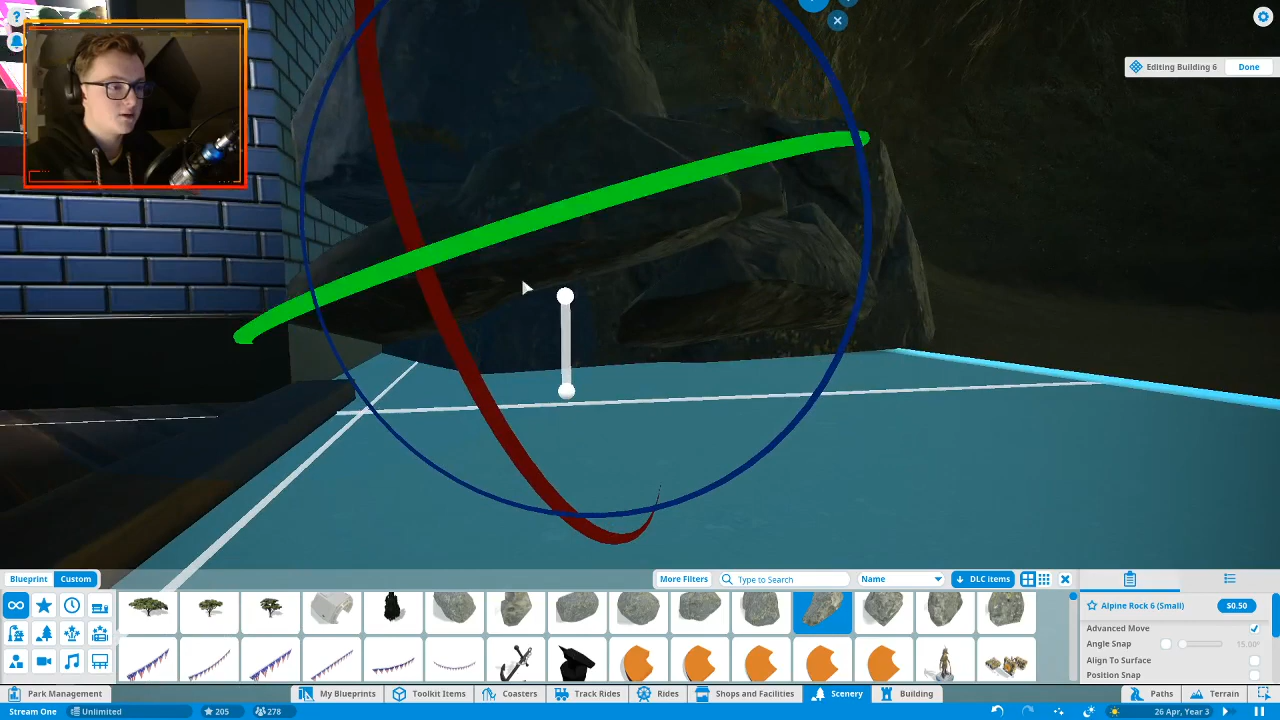 Editing Building 6 Done
Blueprint Custom More Filters Type to Search Name DLC items
Alpine Rock 6 (Small) $0.50
Advanced Move
Angle Snap 15.00°
Align To Surface
Position Snap
Park Management My Blueprints Toolkit Items Coasters Track Rides Rides Shops and Facilities Scenery Building Paths Terrain
Stream One Unlimited 205 278 26 Apr, Year 3